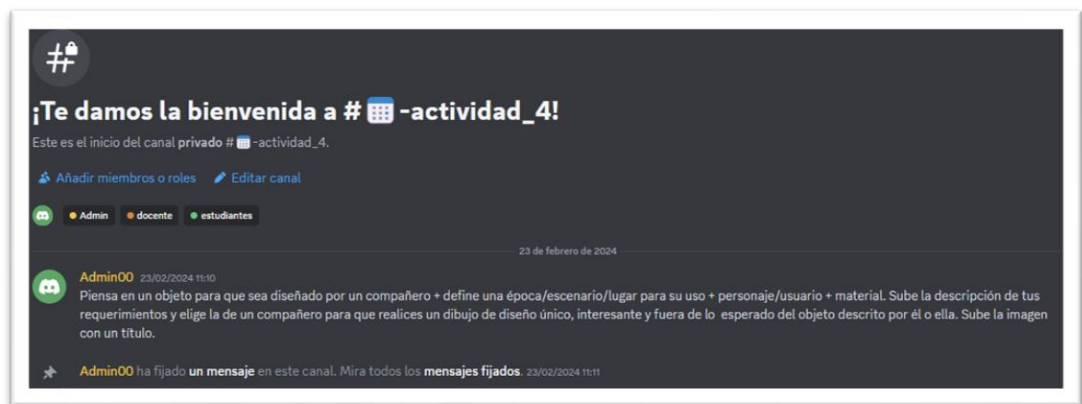 ¡Te damos la bienvenida a # -actividad_4!
Este es el inicio del canal privado # -actividad_4.
Añadir miembros o roles Editar canal
Admin docente estudiantes
23 de febrero de 2024
Admin00 23/02/2024 11:10
Piensa en un objeto para que sea diseñado por un compañero + define una época/escenario/lugar para su uso + personaje/usuario + material. Sube la descripción de tus
requerimientos y elige la de un compañero para que realices un dibujo de diseño único, interesante y fuera de lo esperado del objeto descrito por él o ella. Sube la imagen
con un título.
Admin00 ha fijado un mensaje en este canal. Mira todos los mensajes fijados. 23/02/2024 11:11